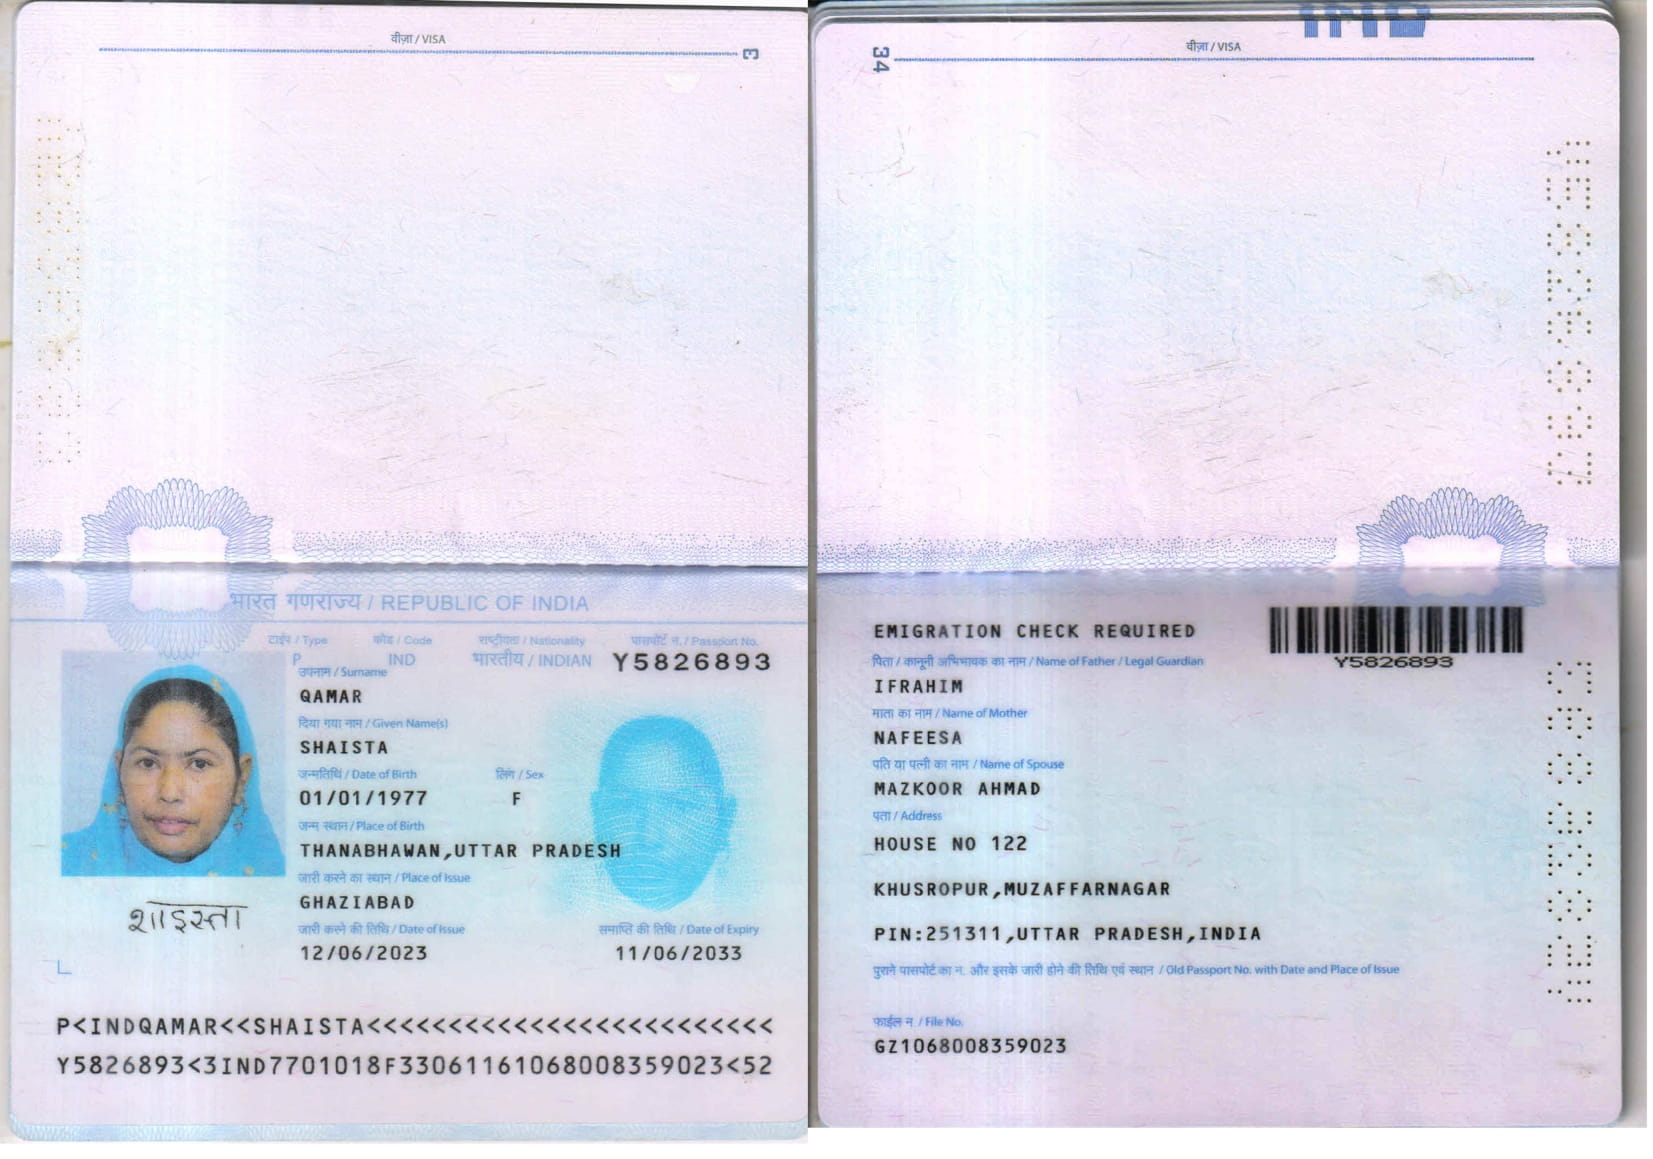 वीज़ा / VISA
3
भारत गणराज्य / REPUBLIC OF INDIA
टाईप / Type कोड / Code राष्ट्रीयता / Nationality पासपोर्ट न. / Passport No.
P IND भारतीय / INDIAN Y5826893
उपनाम / Surname
QAMAR
दिया गया नाम / Given Name(s)
SHAISTA
जन्मतिथि / Date of Birth लिंग / Sex
01/01/1977 F
जन्म स्थान / Place of Birth
THANABHAWAN,UTTAR PRADESH
जारी करने का स्थान / Place of Issue
GHAZIABAD
जारी करने की तिथि / Date of Issue समाप्ति की तिथि / Date of Expiry
12/06/2023 11/06/2033
शाइस्ता
P<INDQAMAR<<SHAISTA<<<<<<<<<<<<<<<<<<<<<<<<<
Y5826893<3IND7701018F33061161068008359023<52
34
वीज़ा / VISA
EMIGRATION CHECK REQUIRED
Y5826893
पिता / कानूनी अभिभावक का नाम / Name of Father / Legal Guardian
IFRAHIM
माता का नाम / Name of Mother
NAFEESA
पति या पत्नी का नाम / Name of Spouse
MAZKOOR AHMAD
पता / Address
HOUSE NO 122
KHUSROPUR,MUZAFFARNAGAR
PIN:251311,UTTAR PRADESH,INDIA
पुराने पासपोर्ट का न. और इसके जारी होने की तिथि एवं स्थान / Old Passport No. with Date and Place of Issue
फाईल न. / File No.
GZ1068008359023